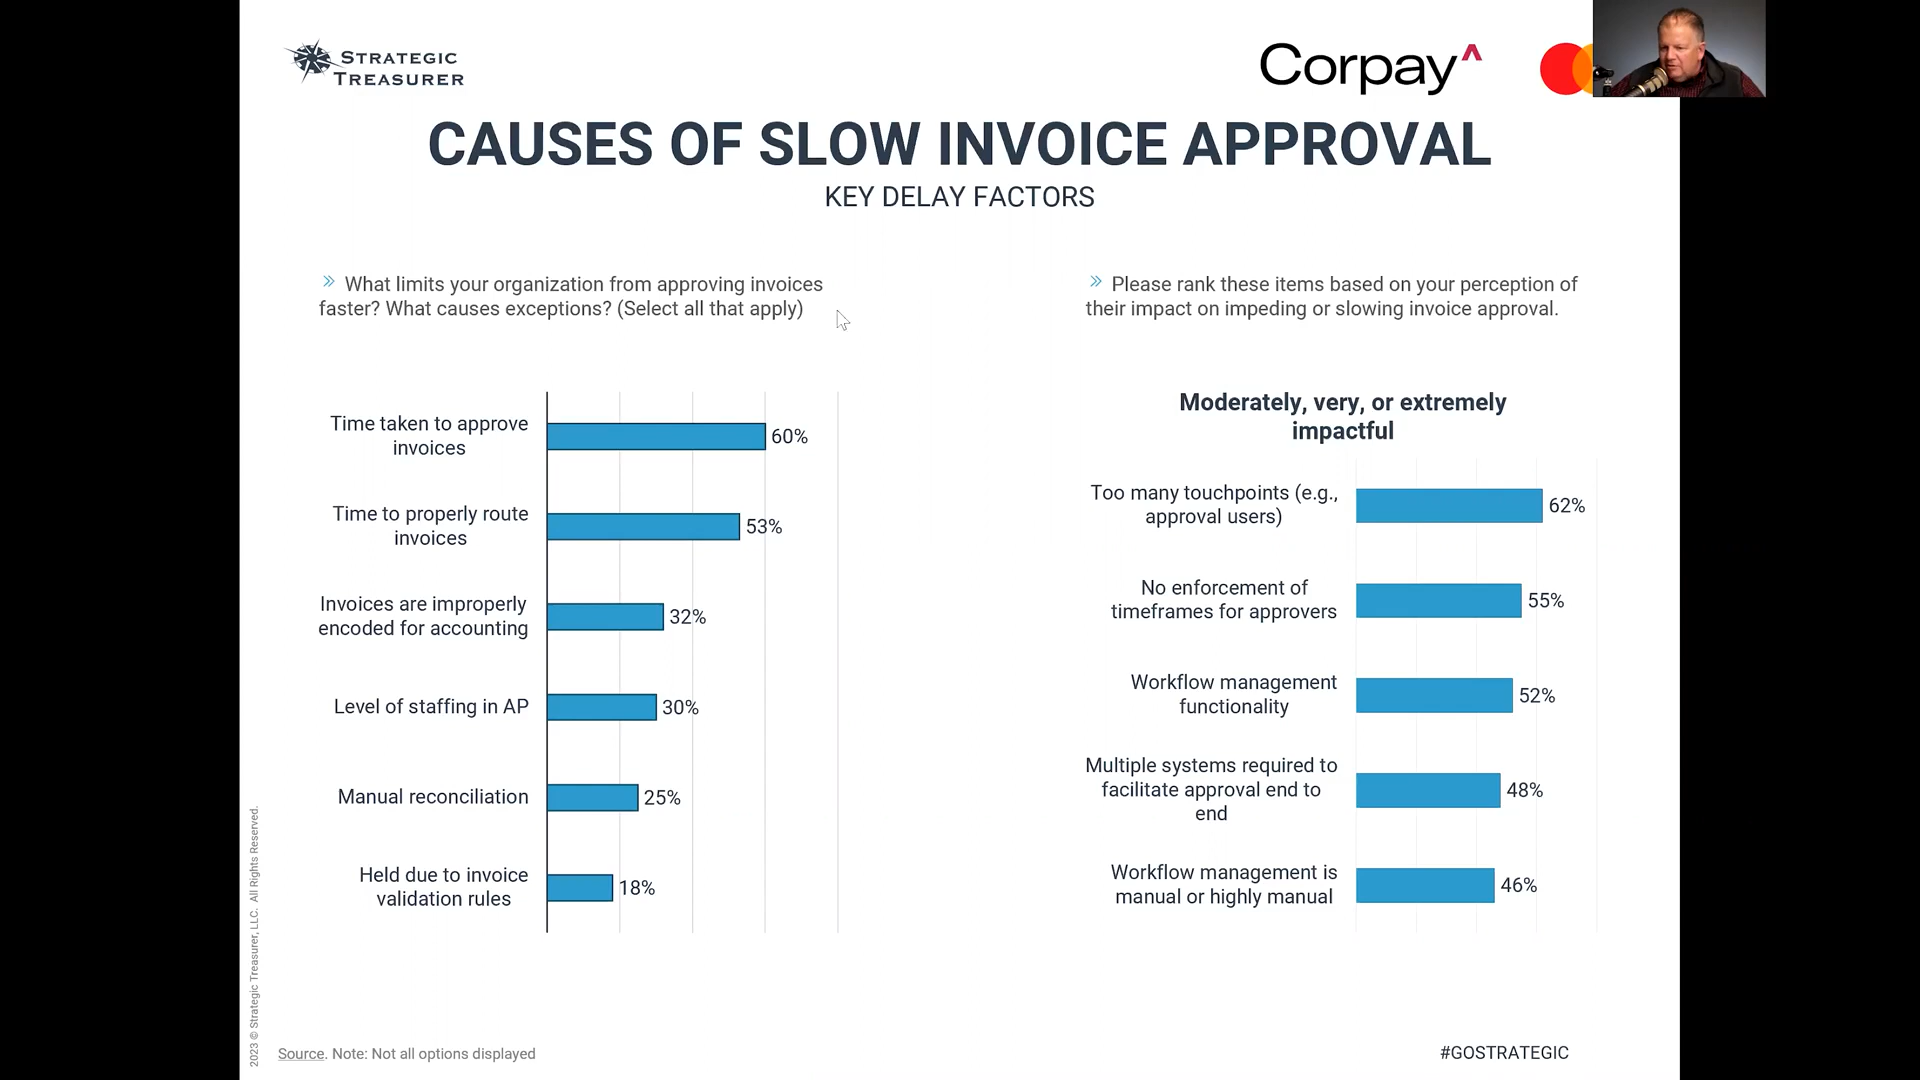 STRATEGIC
TREASURER
Corpay^
CAUSES OF SLOW INVOICE APPROVAL
KEY DELAY FACTORS
» What limits your organization from approving invoices
faster? What causes exceptions? (Select all that apply)
Time taken to approve
invoices
60%
Time to properly route
invoices
53%
Invoices are improperly
encoded for accounting
32%
Level of staffing in AP
30%
Manual reconciliation
25%
Held due to invoice
validation rules
18%
» Please rank these items based on your perception of
their impact on impeding or slowing invoice approval.
Moderately, very, or extremely
impactful
Too many touchpoints (e.g.,
approval users)
62%
No enforcement of
timeframes for approvers
55%
Workflow management
functionality
52%
Multiple systems required to
facilitate approval end to
end
48%
Workflow management is
manual or highly manual
46%
2023 © Strategic Treasurer, LLC. All Rights Reserved.
Source. Note: Not all options displayed
#GOSTRATEGIC